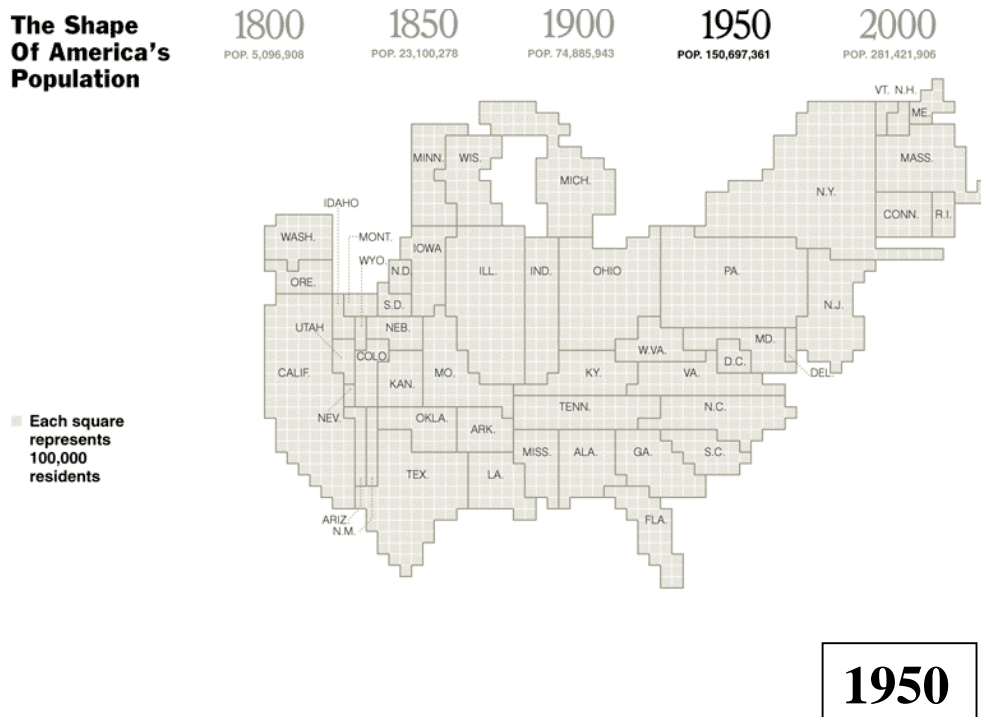 The Shape
Of America's
Population
1800
POP. 5,096,908
1850
POP. 23,100,278
1900
POP. 74,885,943
1950
POP. 150,697,361
2000
POP. 281,421,906
VT. N.H.
ME.
MINN.
WIS.
MASS.
MICH.
N.Y.
IDAHO
CONN.
R.I.
WASH.
MONT.
IOWA
WYO.
N.D.
ILL.
IND.
OHIO
PA.
ORE.
S.D.
N.J.
UTAH
NEB.
MD.
COLO.
W.VA.
D.C.
CALIF.
KAN.
MO.
KY.
VA.
DEL.
NEV.
OKLA.
ARK.
TENN.
N.C.
Each square
represents
100,000
residents
MISS.
ALA.
GA.
S.C.
TEX.
LA.
ARIZ.
N.M.
FLA.
1950